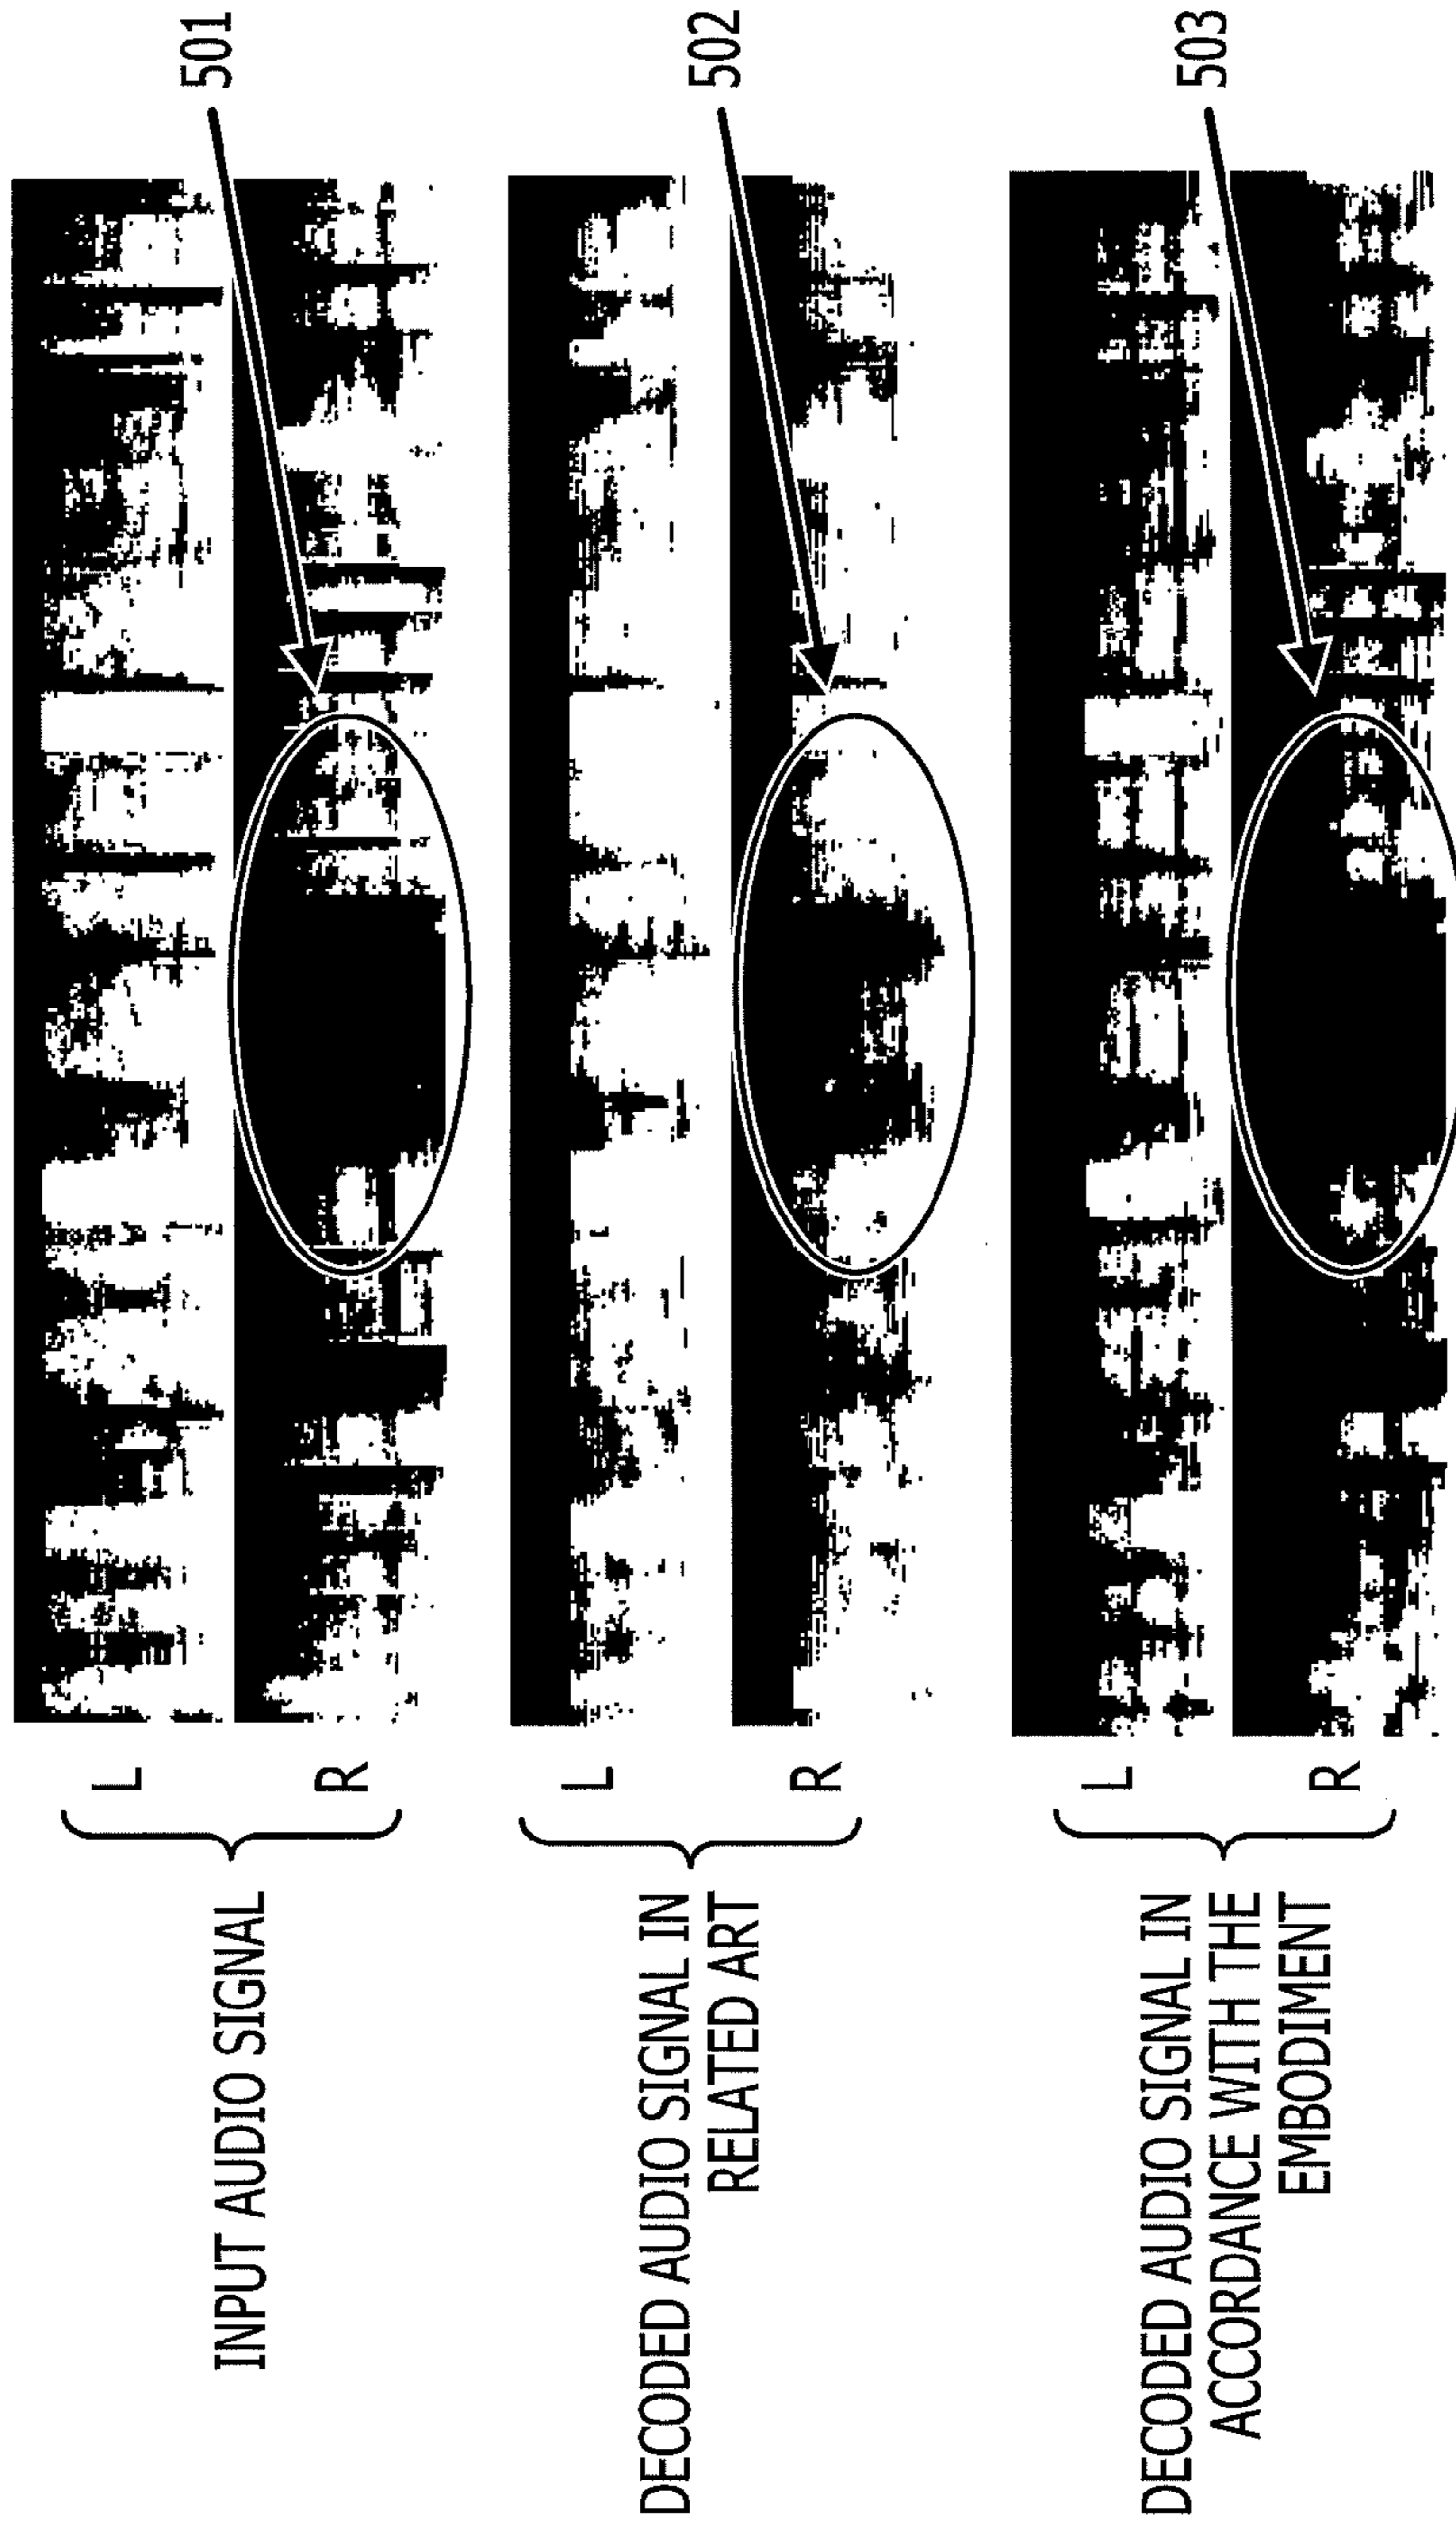 INPUT AUDIO SIGNAL
L
R
501
DECODED AUDIO SIGNAL IN
RELATED ART
L
R
502
DECODED AUDIO SIGNAL IN
ACCORDANCE WITH THE
EMBODIMENT
L
R
503